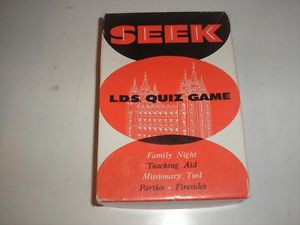 SEEK
L.D.S. QUIZ GAME
Family Night
Teaching Aid
Missionary Tool
Parties • Firesides